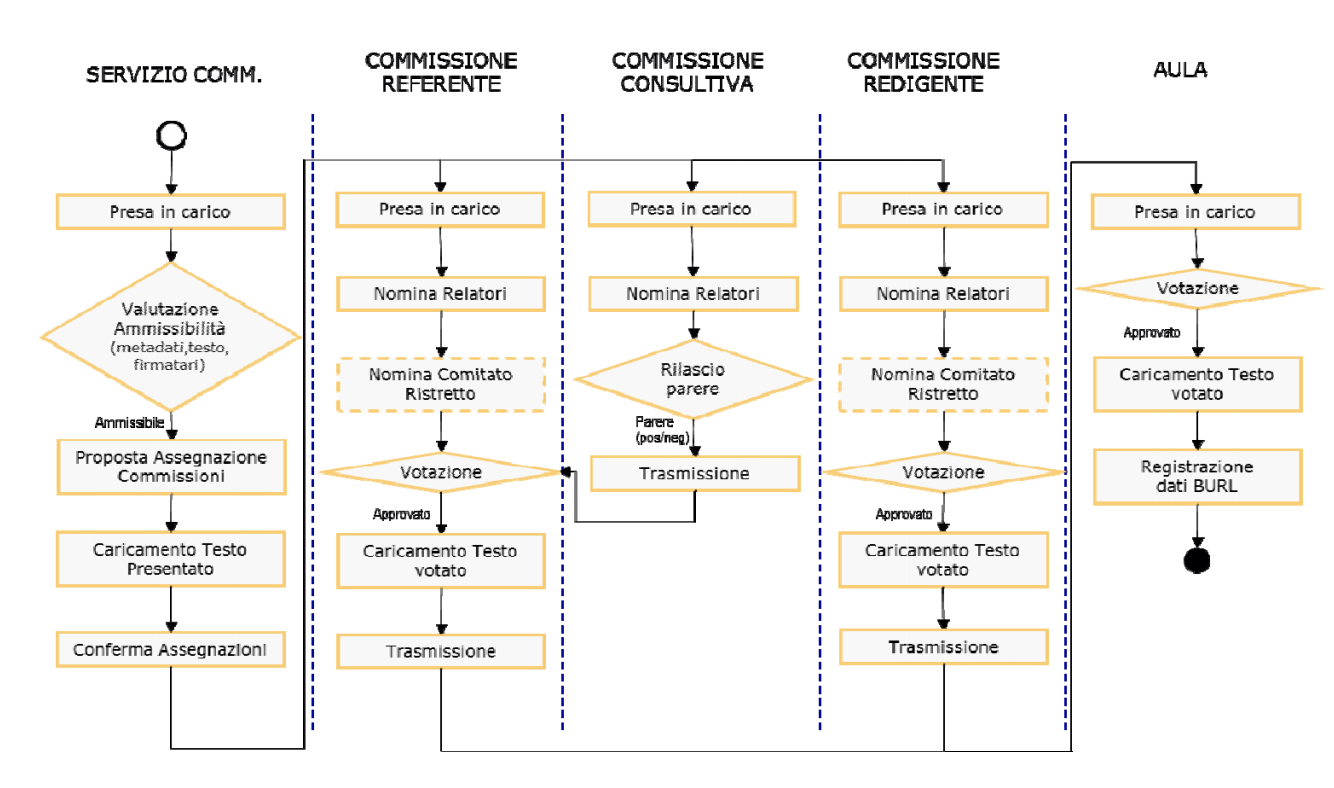 SERVIZIO COMM.
COMMISSIONE
REFERENTE
COMMISSIONE
CONSULTIVA
COMMISSIONE
REDIGENTE
AULA
Presa in carico
Valutazione
Ammissibilità
(metadati,testo,
firmatari)
Ammissibile
Proposta Assegnazione
Commissioni
Caricamento Testo
Presentato
Conferma Assegnazioni
Presa in carico
Nomina Relatori
Nomina Comitato
Ristretto
Votazione
Approvato
Caricamento Testo
votato
Trasmissione
Presa in carico
Nomina Relatori
Rilascio
parere
Parere
(pos/neg)
Trasmissione
Presa in carico
Nomina Relatori
Nomina Comitato
Ristretto
Votazione
Approvato
Caricamento Testo
votato
Trasmissione
Presa in carico
Votazione
Approvato
Caricamento Testo
votato
Registrazione
dati BURL